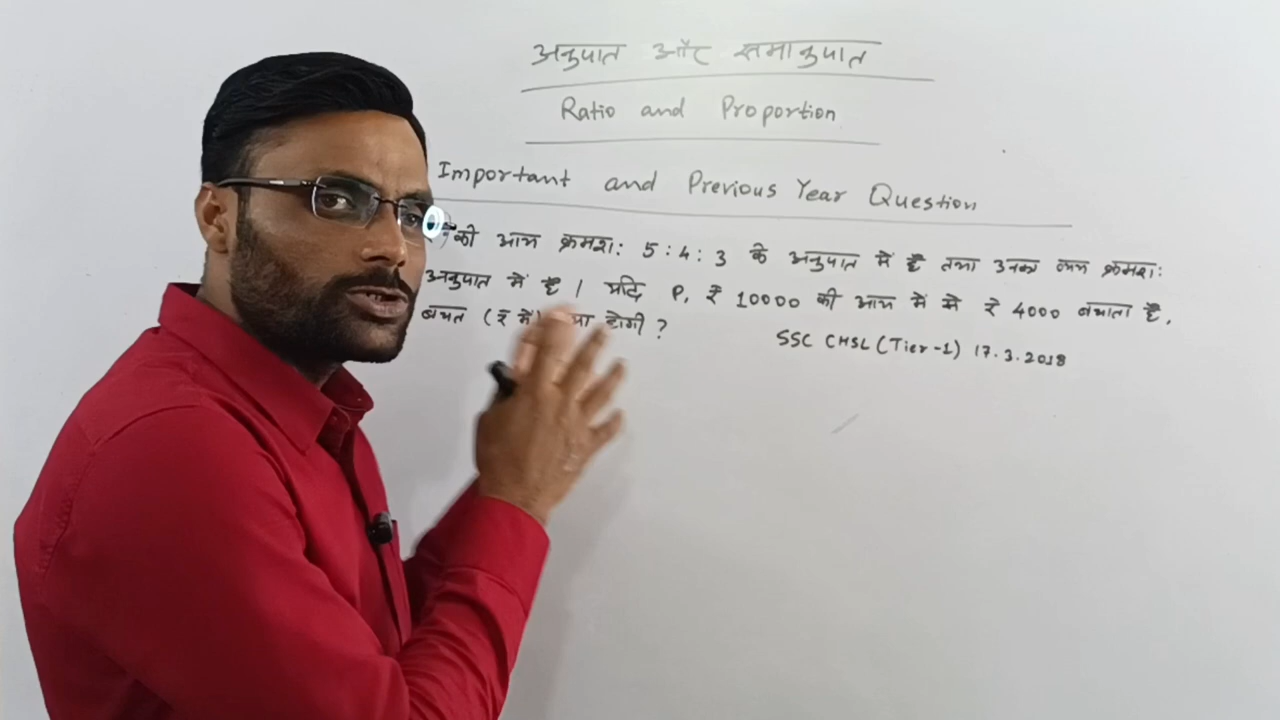 अनुपात और समानुपात
Ratio and Proportion
Important and Previous Year Question
की आय क्रमश: 5 : 4 : 3 के अनुपात में है तथा उनका व्यय क्रमश:
अनुपात में है । यदि P, ₹ 10000 की आय में से ₹ 4000 बचाता है,
बचत (₹ में) होगी ?
SSC CHSL (Tier-1) 17.3.2018